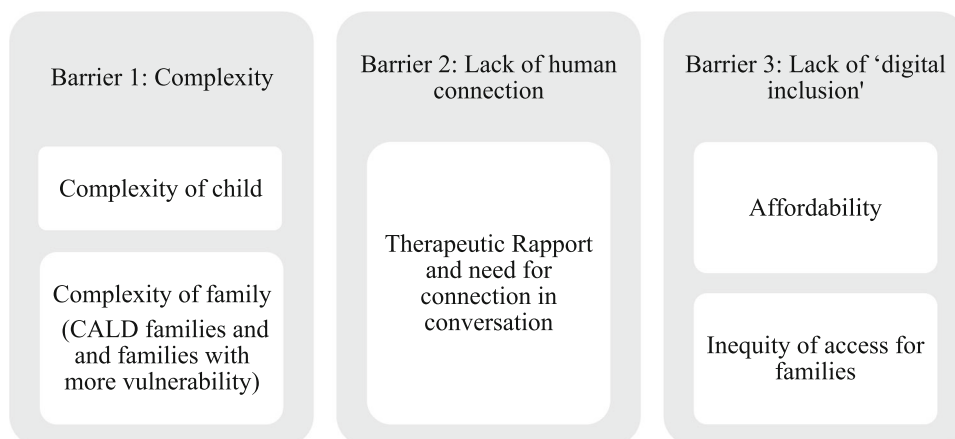 Barrier 1: Complexity
Complexity of child
Complexity of family
(CALD families and
and families with
more vulnerability)
Barrier 2: Lack of human
connection
Therapeutic Rapport
and need for
connection in
conversation
Barrier 3: Lack of ‘digital
inclusion'
Affordability
Inequity of access for
families